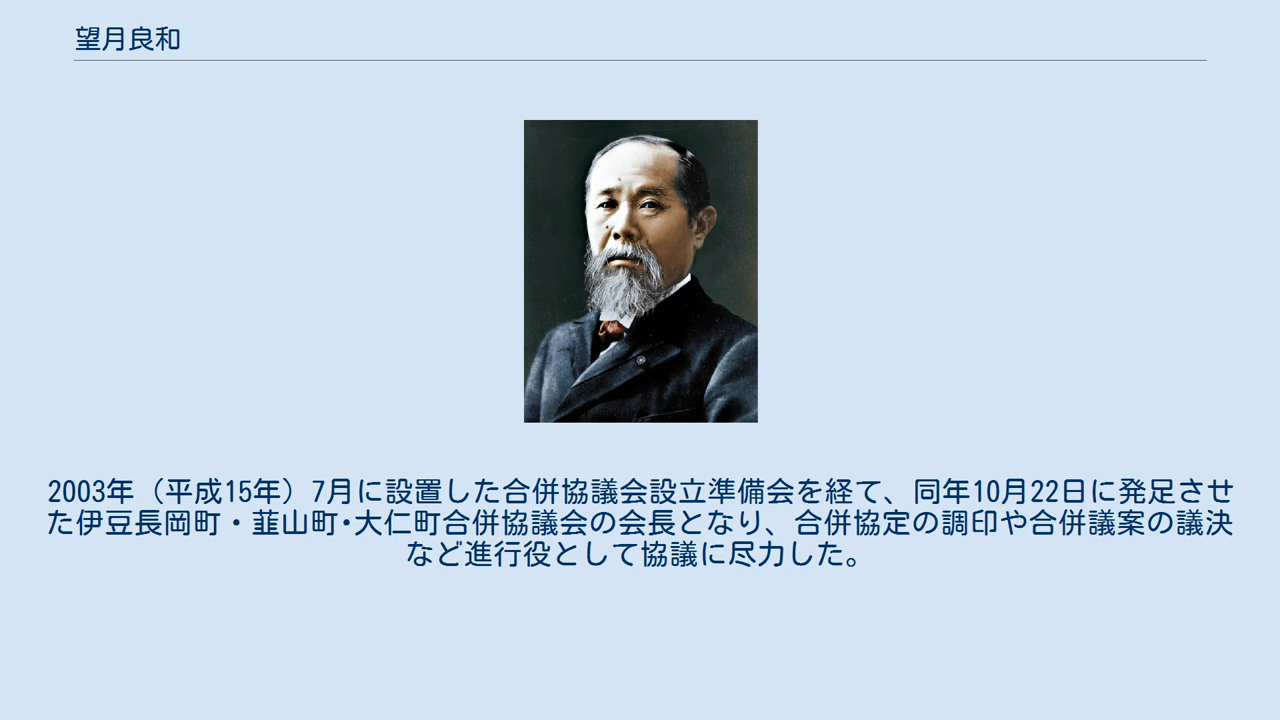 望月良和
2003年（平成15年）7月に設置した合併協議会設立準備会を経て、同年10月22日に発足させ
た伊豆長岡町・韮山町･大仁町合併協議会の会長となり、合併協定の調印や合併議案の議決
など進行役として協議に尽力した。